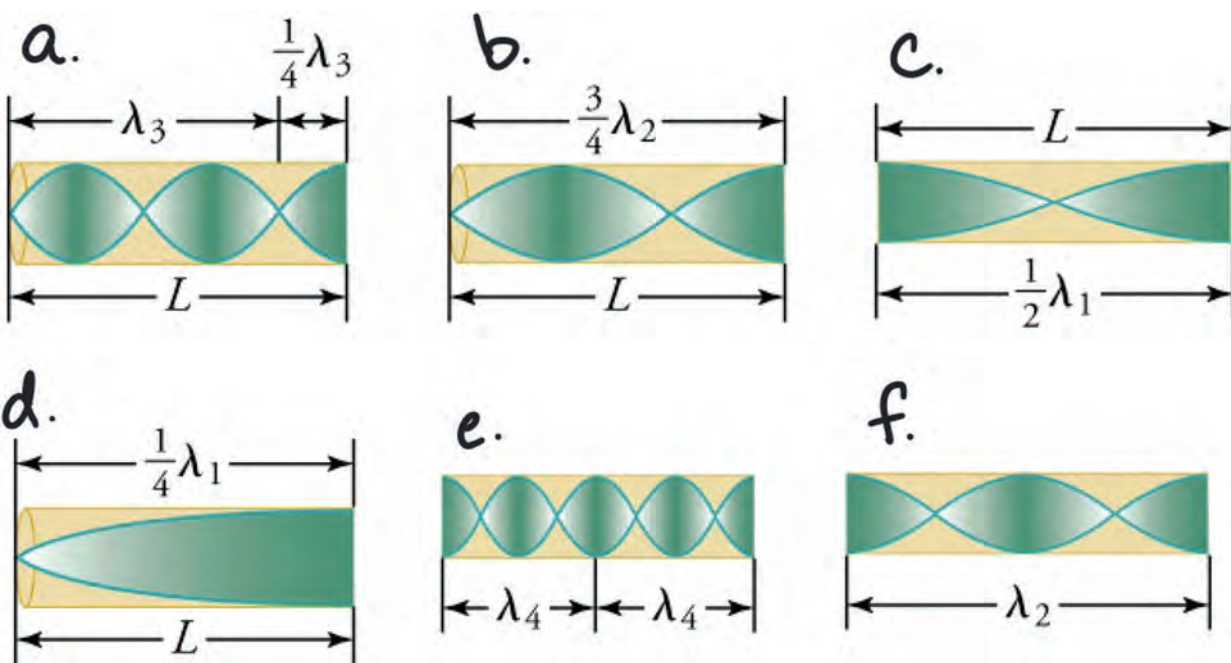 a.
1/4 λ₃
λ₃
L
b.
3/4 λ₂
L
c.
L
1/2 λ₁
d.
1/4 λ₁
L
e.
λ₄ λ₄
f.
λ₂